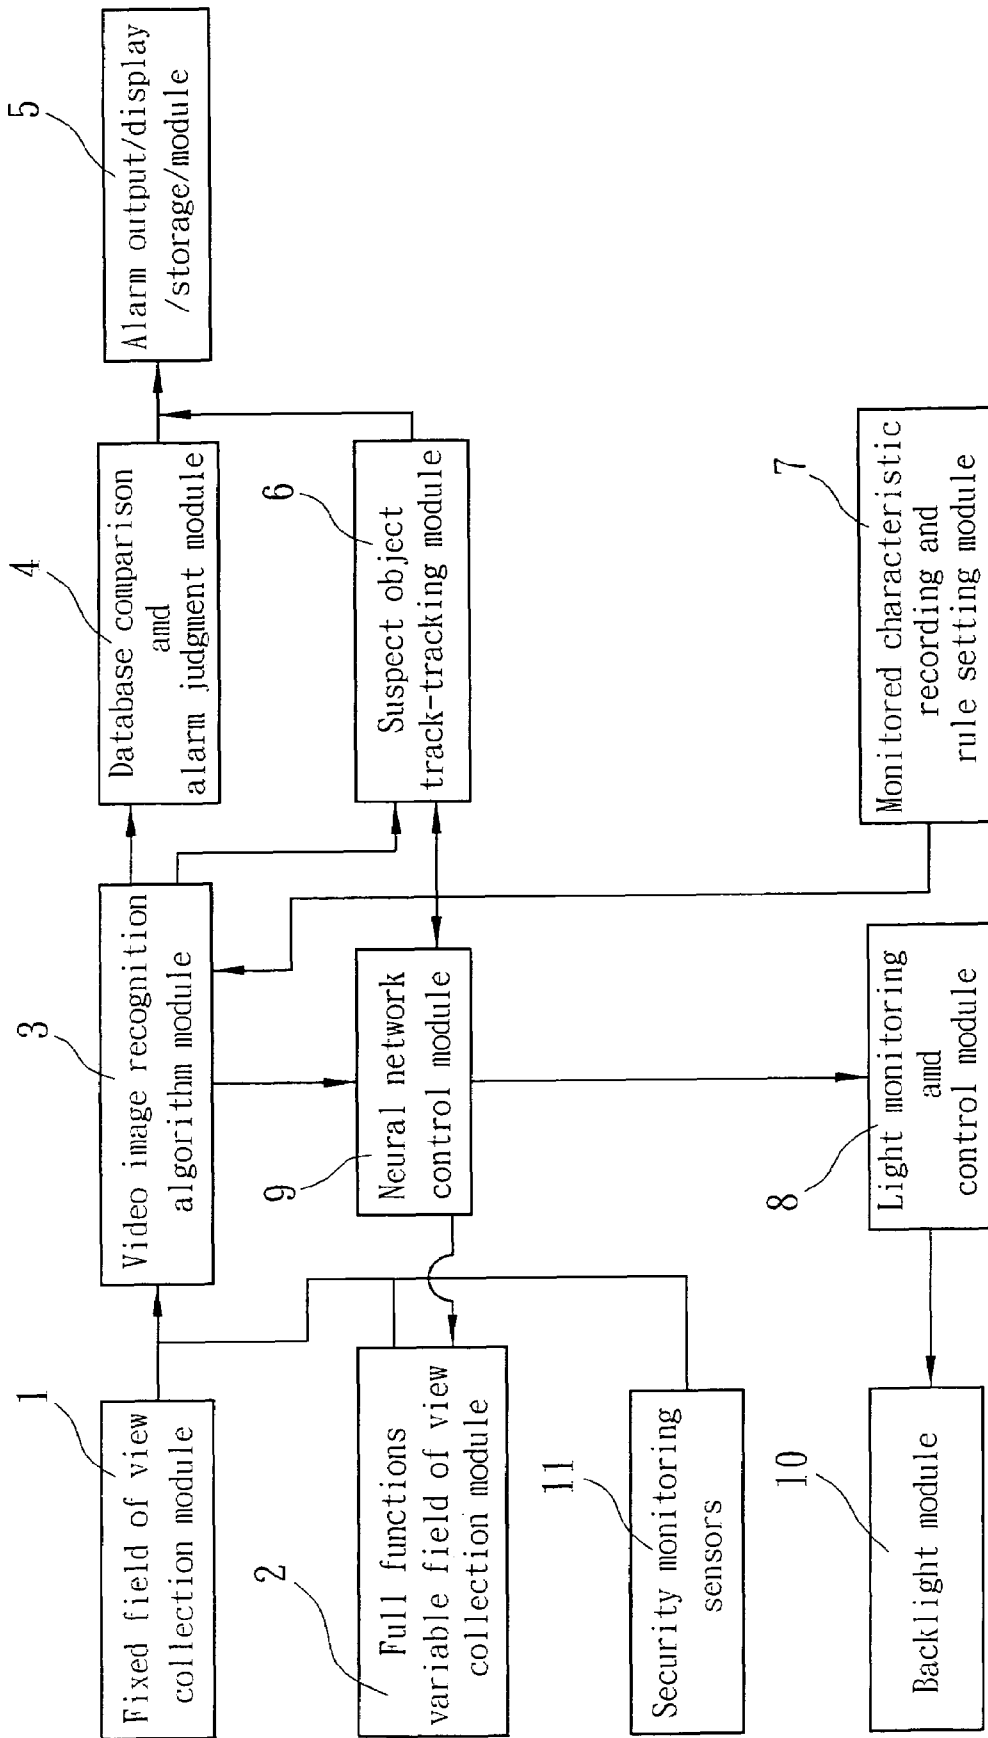 1
Fixed field of view
collection module
3
Video image recognition
algorithm module
4
Database comparison
amd
alarm judgment module
5
Alarm output/display
/storage/module
2
Full functions
variable field of view
collection module
9
Neural network
control module
6
Suspect object
track-tracking module
11
Security monitoring
sensors
10
Backlight module
8
Light monitoring
amd
control module
7
Monitored characteristic
recording and
rule setting module